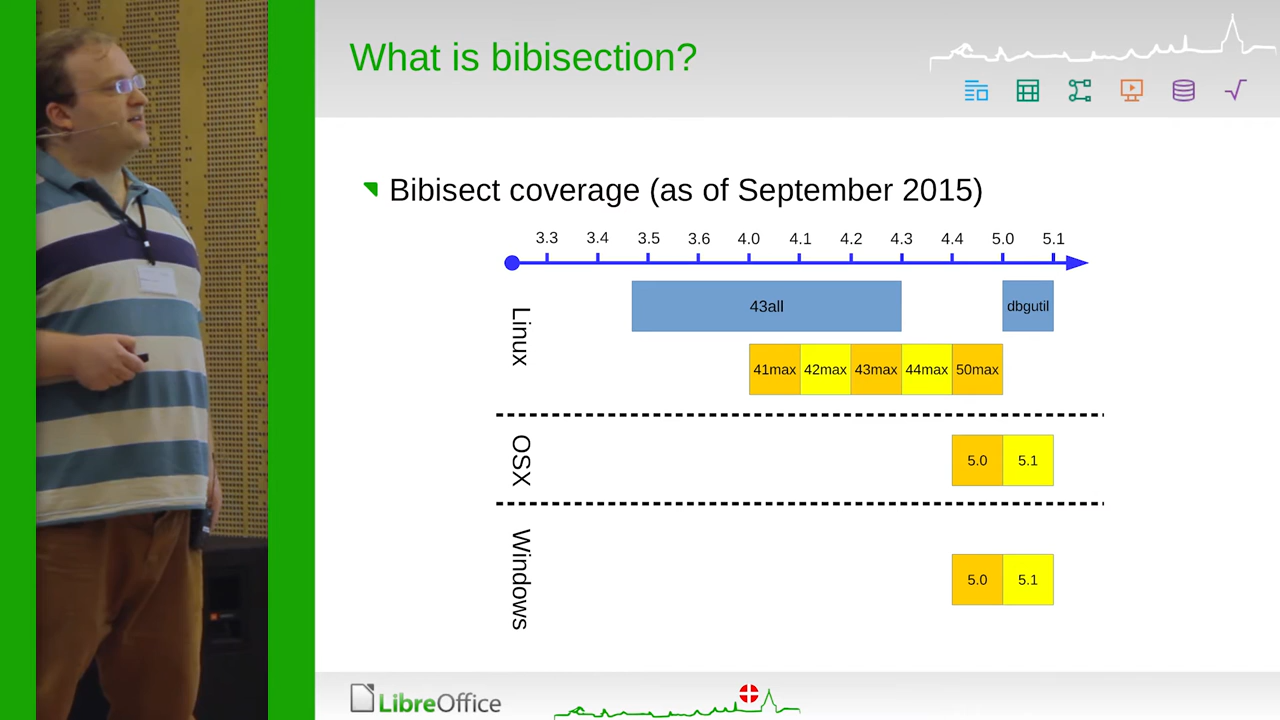 What is bibisection?
Bibisect coverage (as of September 2015)
3.3 3.4 3.5 3.6 4.0 4.1 4.2 4.3 4.4 5.0 5.1
Linux
43all dbgutil
41max 42max 43max 44max 50max
OSX
5.0 5.1
Windows
5.0 5.1
LibreOffice